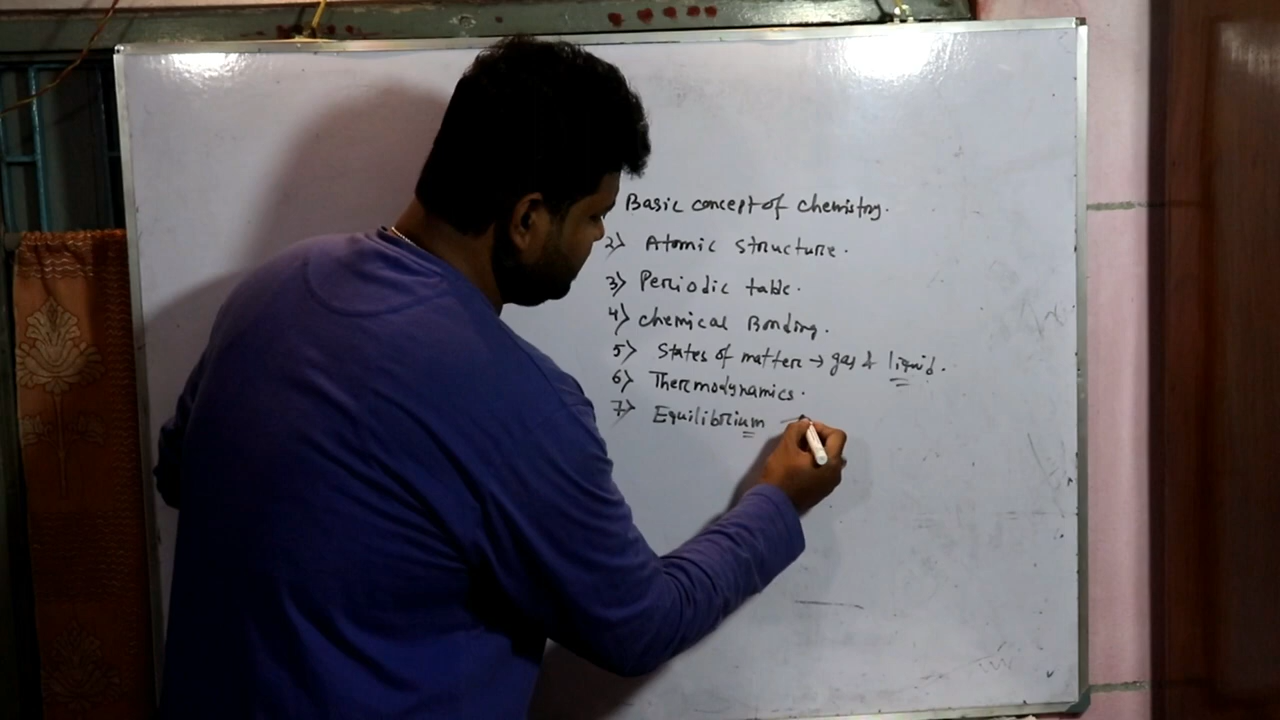 Basic concept of chemistry.
2) Atomic structure.
3) Periodic table.
4) chemical Bonding.
5) States of matter → gas & liquid.
6) Thermodynamics.
7) Equilibrium